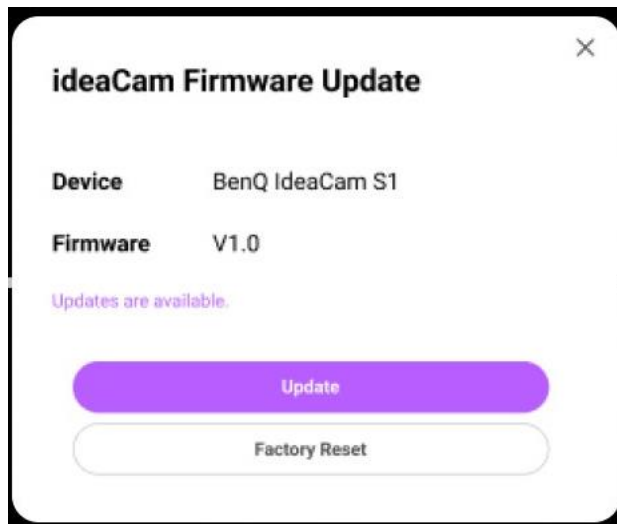 ideaCam Firmware Update
Device BenQ IdeaCam S1
Firmware V1.0
Updates are available.
Update
Factory Reset